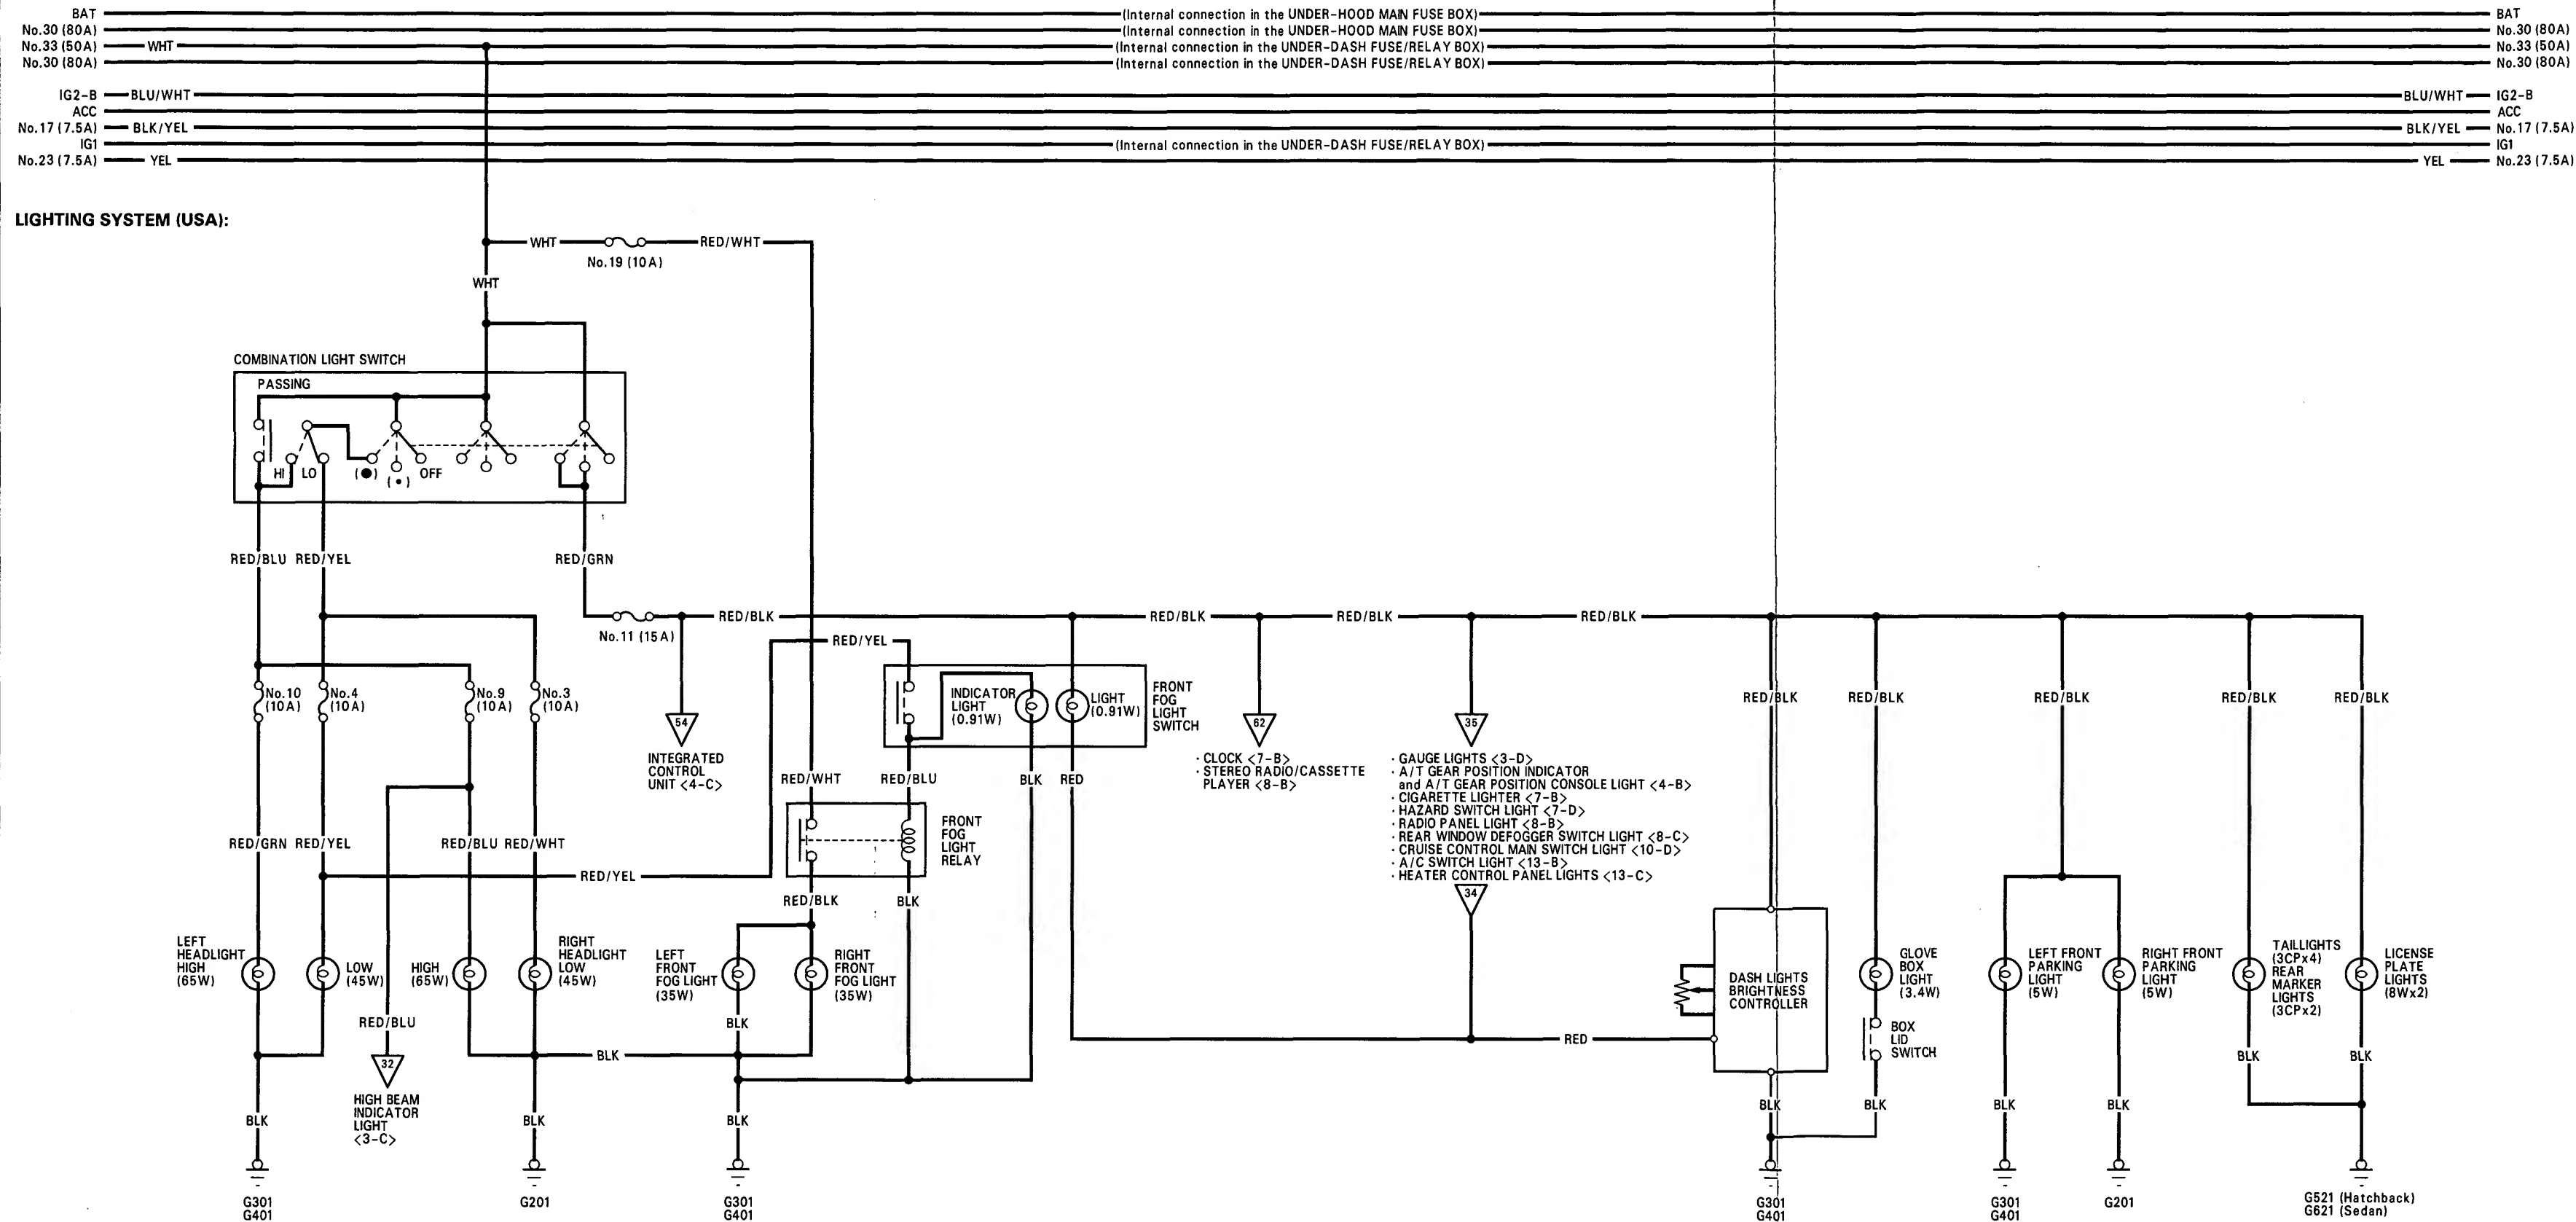 BAT (Internal connection in the UNDER-HOOD MAIN FUSE BOX) BAT
No.30 (80A) (Internal connection in the UNDER-HOOD MAIN FUSE BOX) No.30 (80A)
No.33 (50A) WHT (Internal connection in the UNDER-DASH FUSE/RELAY BOX) No.33 (50A)
No.30 (80A) (Internal connection in the UNDER-DASH FUSE/RELAY BOX) No.30 (80A)
IG2-B BLU/WHT BLU/WHT IG2-B
ACC ACC
No.17 (7.5A) BLK/YEL BLK/YEL No.17 (7.5A)
IG1 (Internal connection in the UNDER-DASH FUSE/RELAY BOX) IG1
No.23 (7.5A) YEL YEL No.23 (7.5A)
LIGHTING SYSTEM (USA):
WHT RED/WHT
No.19 (10A)
WHT
COMBINATION LIGHT SWITCH
PASSING
HI LO (●) (•) OFF
RED/BLU RED/YEL RED/GRN
No.11 (15A)
RED/BLK RED/BLK RED/BLK RED/BLK
RED/YEL
No.10
(10A)
No.4
(10A)
No.9
(10A)
No.3
(10A)
54
INTEGRATED
CONTROL
UNIT <4-C>
INDICATOR
LIGHT
(0.91W)
LIGHT
(0.91W)
FRONT
FOG
LIGHT
SWITCH
62
· CLOCK <7-B>
· STEREO RADIO/CASSETTE
PLAYER <8-B>
35
· GAUGE LIGHTS <3-D>
· A/T GEAR POSITION INDICATOR
and A/T GEAR POSITION CONSOLE LIGHT <4-B>
· CIGARETTE LIGHTER <7-B>
· HAZARD SWITCH LIGHT <7-D>
· RADIO PANEL LIGHT <8-B>
· REAR WINDOW DEFOGGER SWITCH LIGHT <8-C>
· CRUISE CONTROL MAIN SWITCH LIGHT <10-D>
· A/C SWITCH LIGHT <13-B>
· HEATER CONTROL PANEL LIGHTS <13-C>
34
RED/BLK RED/BLK RED/BLK RED/BLK RED/BLK
RED/WHT RED/BLU BLK RED
FRONT
FOG
LIGHT
RELAY
RED/GRN RED/YEL RED/BLU RED/WHT
RED/YEL
RED/BLK BLK
LEFT
HEADLIGHT
HIGH
(65W)
LOW
(45W)
HIGH
(65W)
RIGHT
HEADLIGHT
LOW
(45W)
LEFT
FRONT
FOG LIGHT
(35W)
RIGHT
FRONT
FOG LIGHT
(35W)
DASH LIGHTS
BRIGHTNESS
CONTROLLER
GLOVE
BOX
LIGHT
(3.4W)
BOX
LID
SWITCH
LEFT FRONT
PARKING
LIGHT
(5W)
RIGHT FRONT
PARKING
LIGHT
(5W)
TAILLIGHTS
(3CPx4)
REAR
MARKER
LIGHTS
(3CPx2)
LICENSE
PLATE
LIGHTS
(8Wx2)
RED/BLU
BLK
RED
BLK
BLK BLK
32
HIGH BEAM
INDICATOR
LIGHT
<3-C>
BLK BLK BLK
BLK BLK BLK BLK
G301
G401
G201
G301
G401
G301
G401
G301
G401
G201
G521 (Hatchback)
G621 (Sedan)